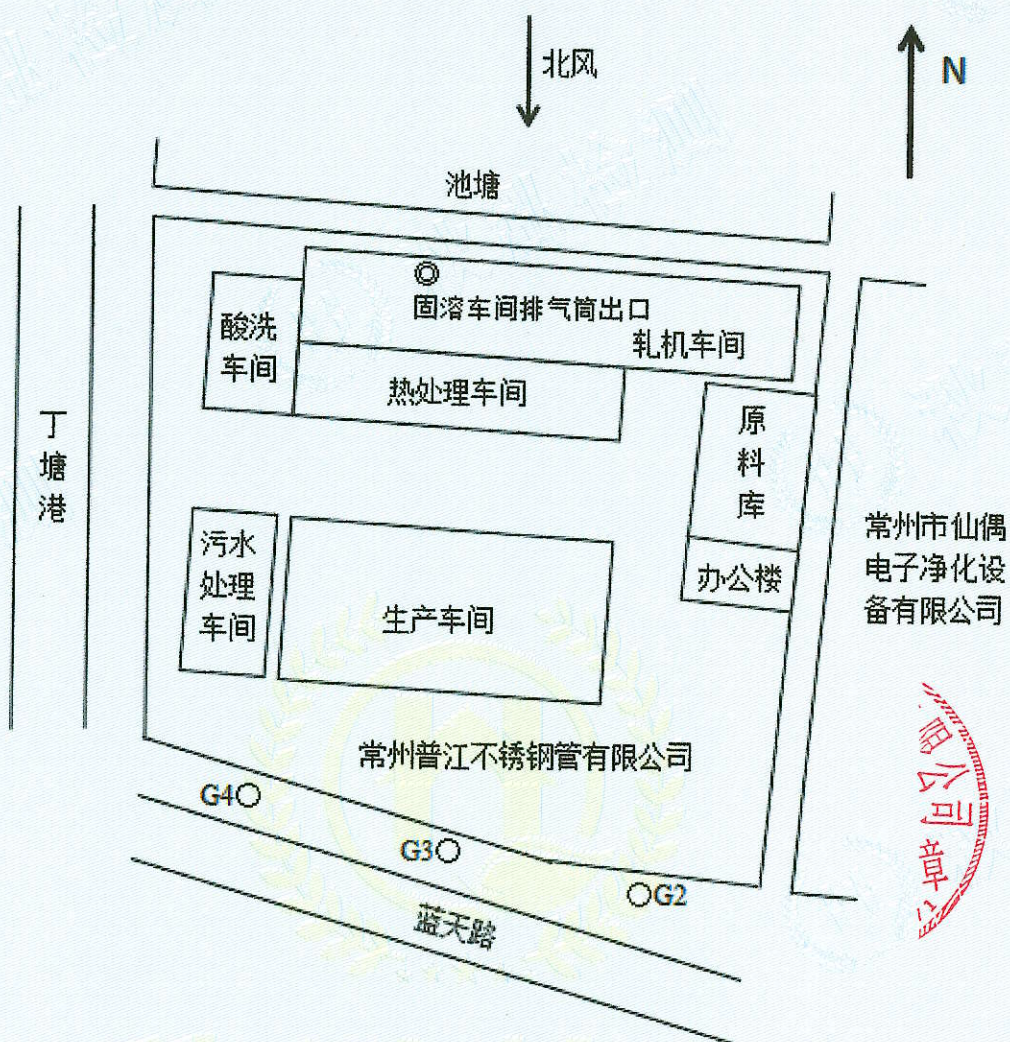 北风
N
池塘
固溶车间排气筒出口
轧机车间
酸洗
车间
热处理车间
丁
塘
港
原
料
库
常州市仙偶
电子净化设
备有限公司
办公楼
污水
处理
车间
生产车间
常州普江不锈钢管有限公司
G4
G3
G2
蓝天路
限公司
章